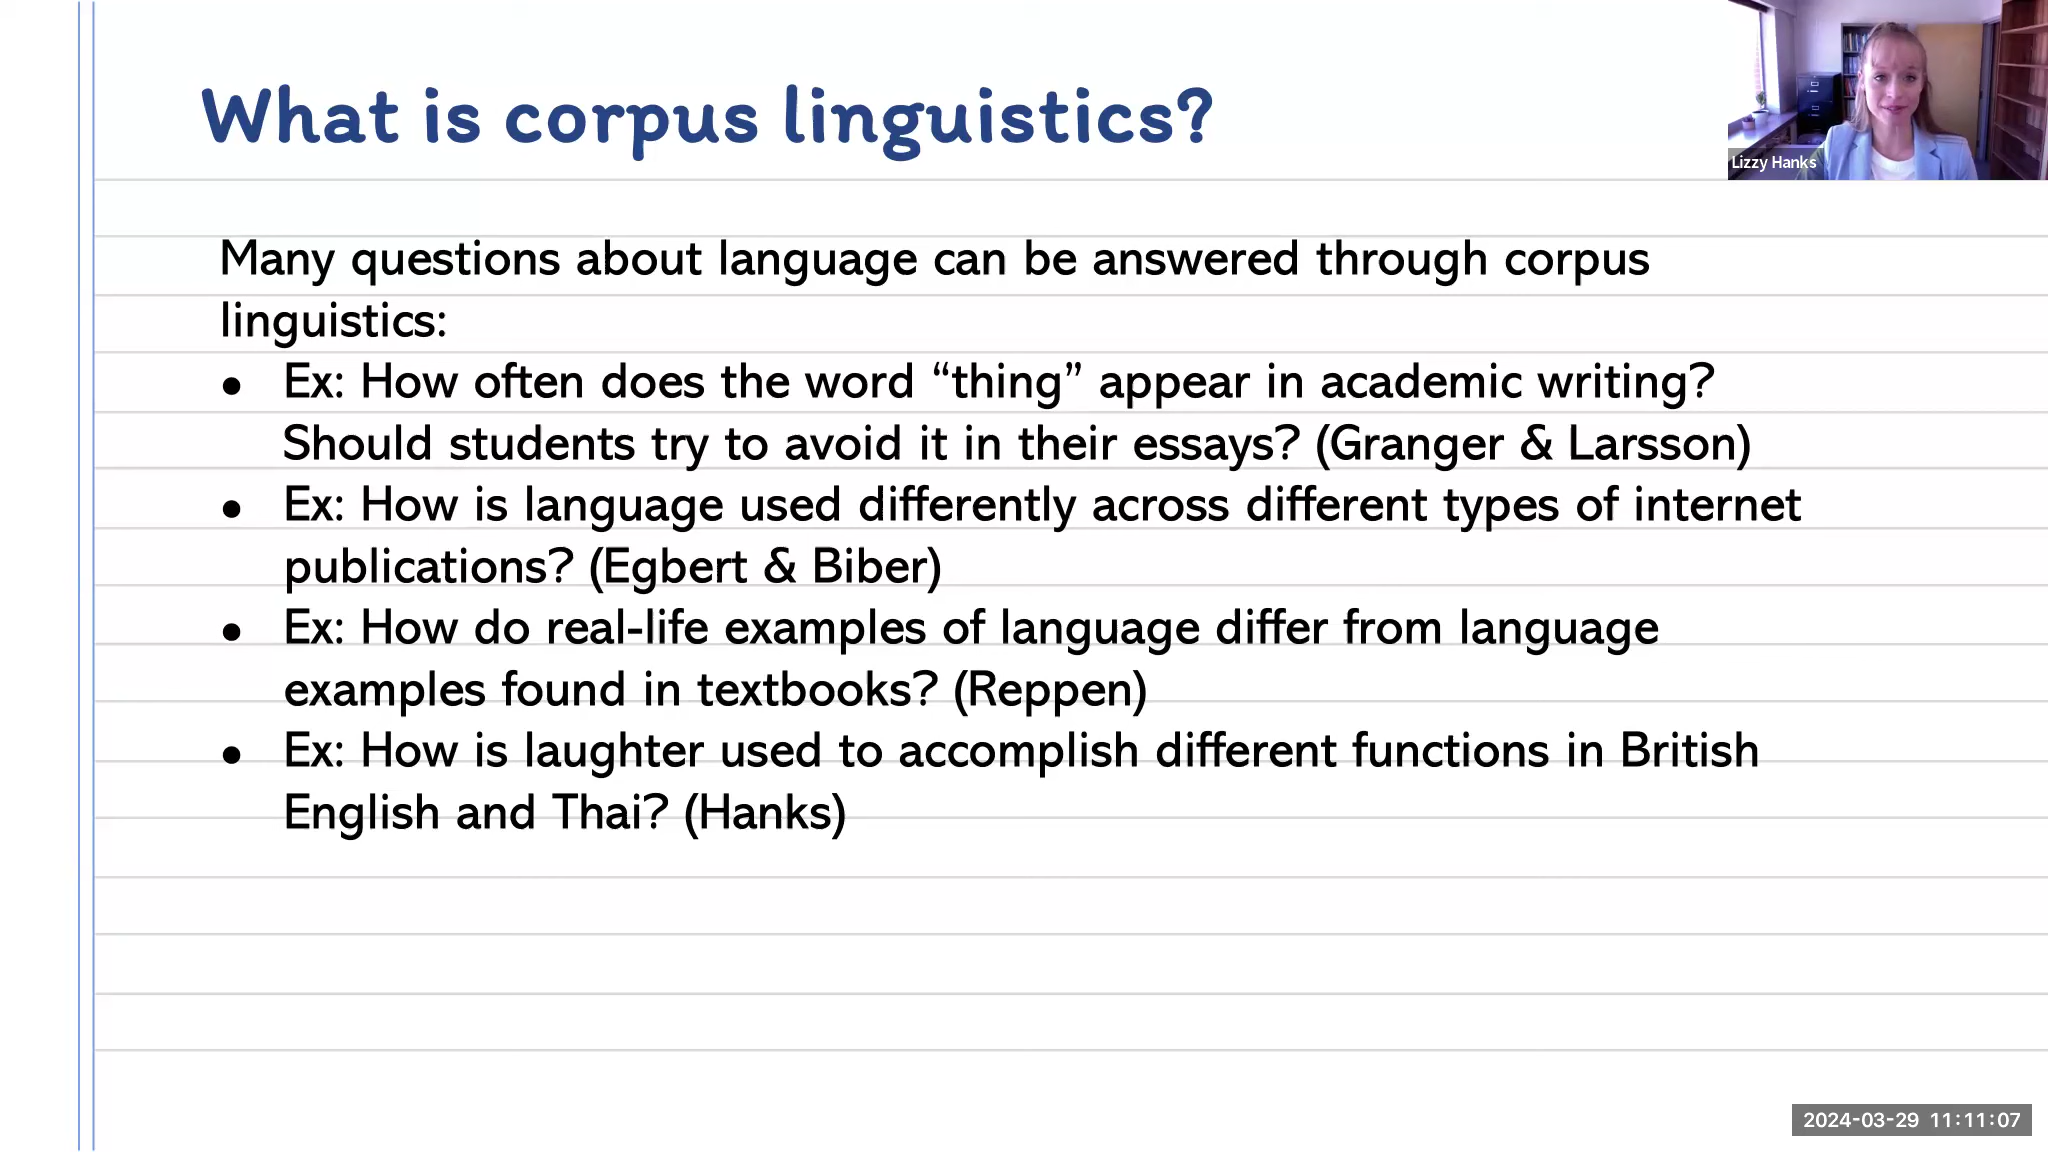 What is corpus linguistics?
Lizzy Hanks
Many questions about language can be answered through corpus
linguistics:
● Ex: How often does the word “thing” appear in academic writing?
Should students try to avoid it in their essays? (Granger & Larsson)
● Ex: How is language used differently across different types of internet
publications? (Egbert & Biber)
● Ex: How do real-life examples of language differ from language
examples found in textbooks? (Reppen)
● Ex: How is laughter used to accomplish different functions in British
English and Thai? (Hanks)
2024-03-29 11:11:07